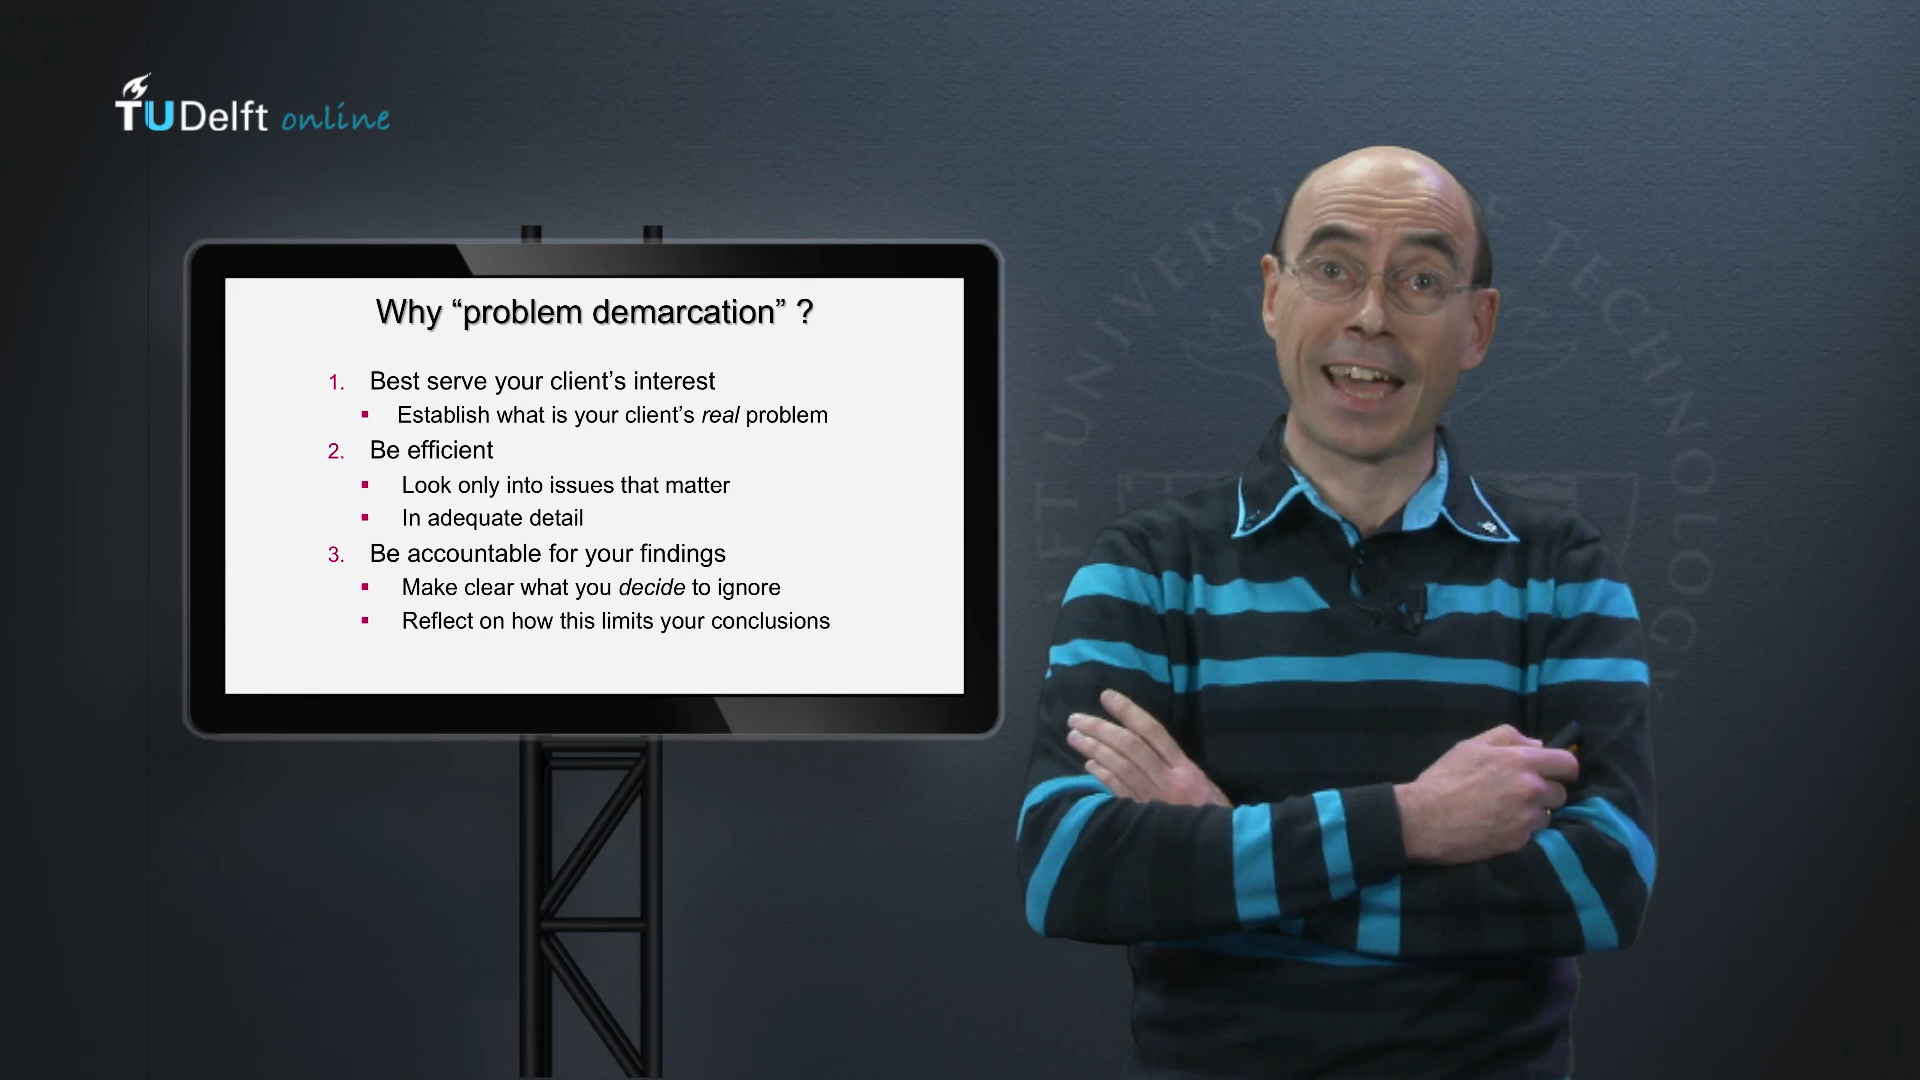 TUDelft online
Why “problem demarcation” ?
1. Best serve your client’s interest
▪ Establish what is your client’s real problem
2. Be efficient
▪ Look only into issues that matter
▪ In adequate detail
3. Be accountable for your findings
▪ Make clear what you decide to ignore
▪ Reflect on how this limits your conclusions